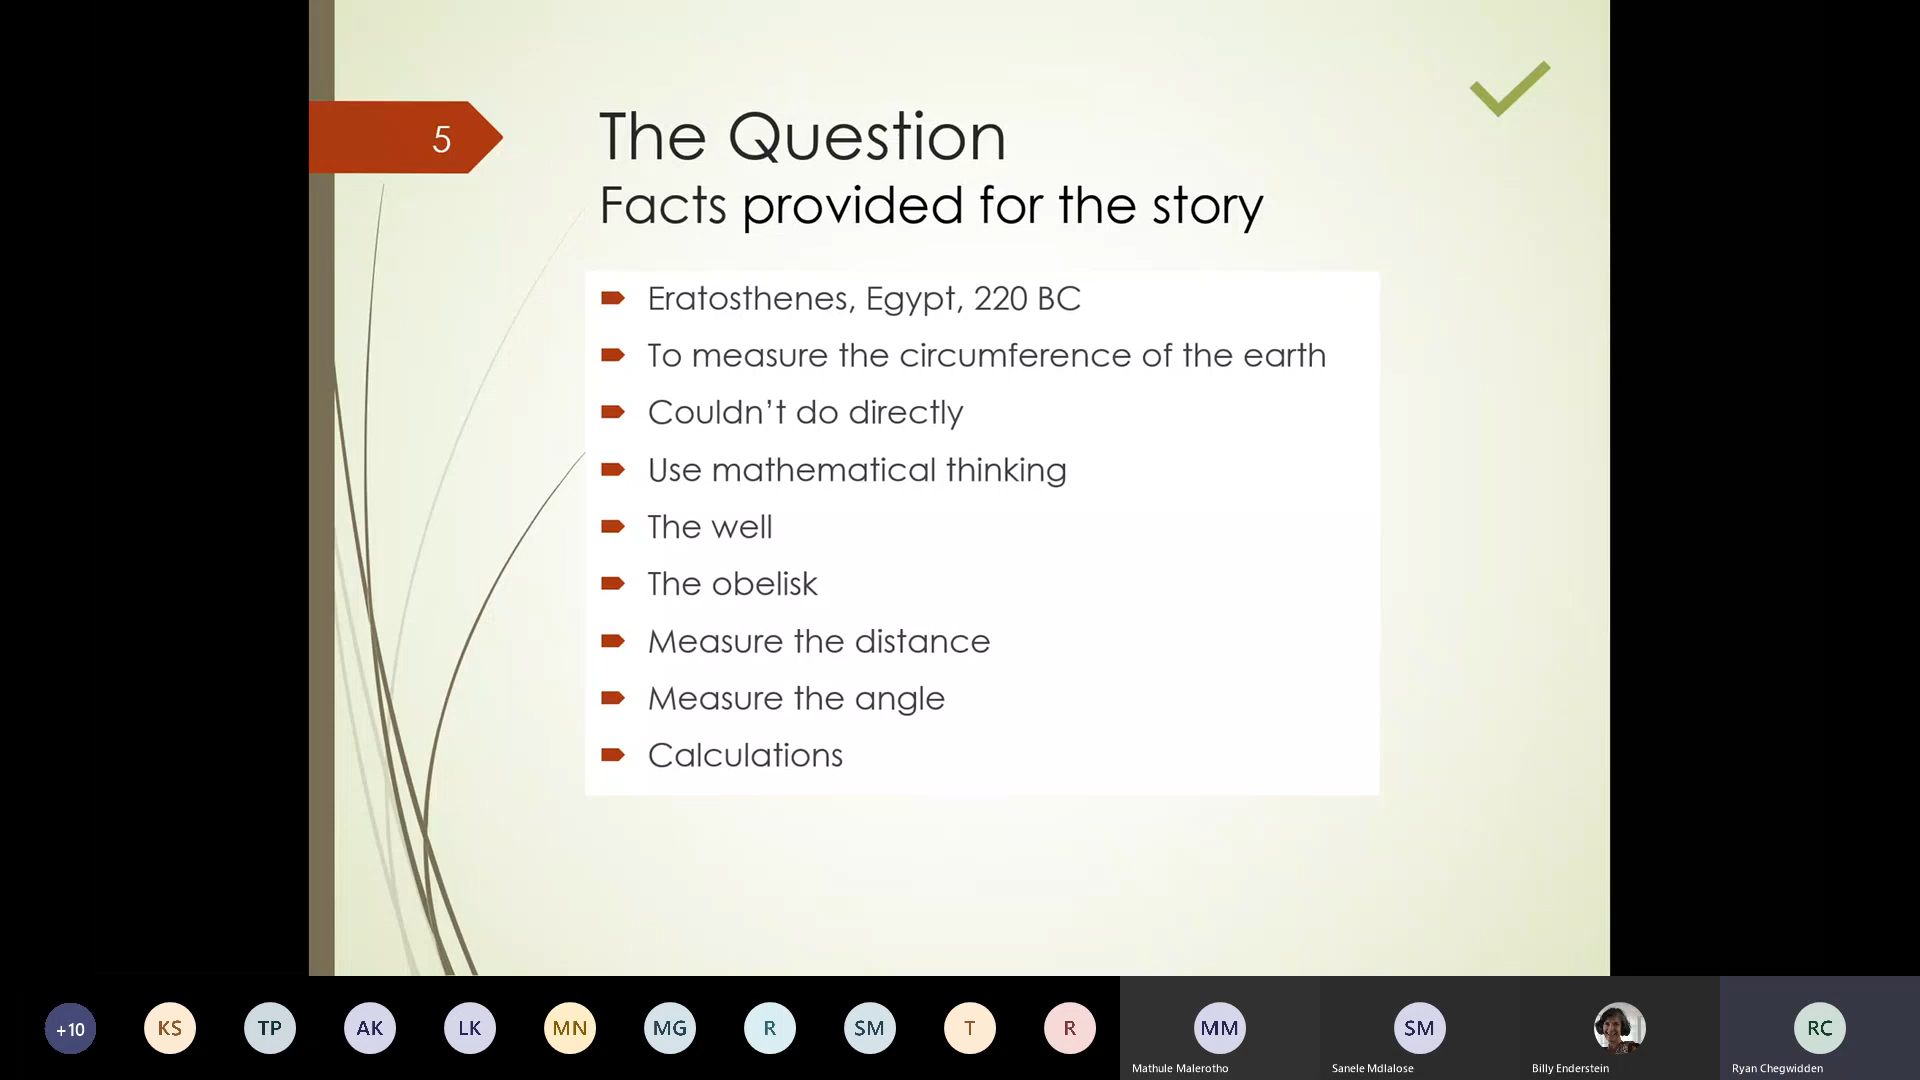 5
The Question
Facts provided for the story
Eratosthenes, Egypt, 220 BC
To measure the circumference of the earth
Couldn’t do directly
Use mathematical thinking
The well
The obelisk
Measure the distance
Measure the angle
Calculations
+10 KS TP AK LK MN MG R SM T R MM SM RC
Mathule Malerotho Sanele Mdlalose Billy Enderstein Ryan Chegwidden